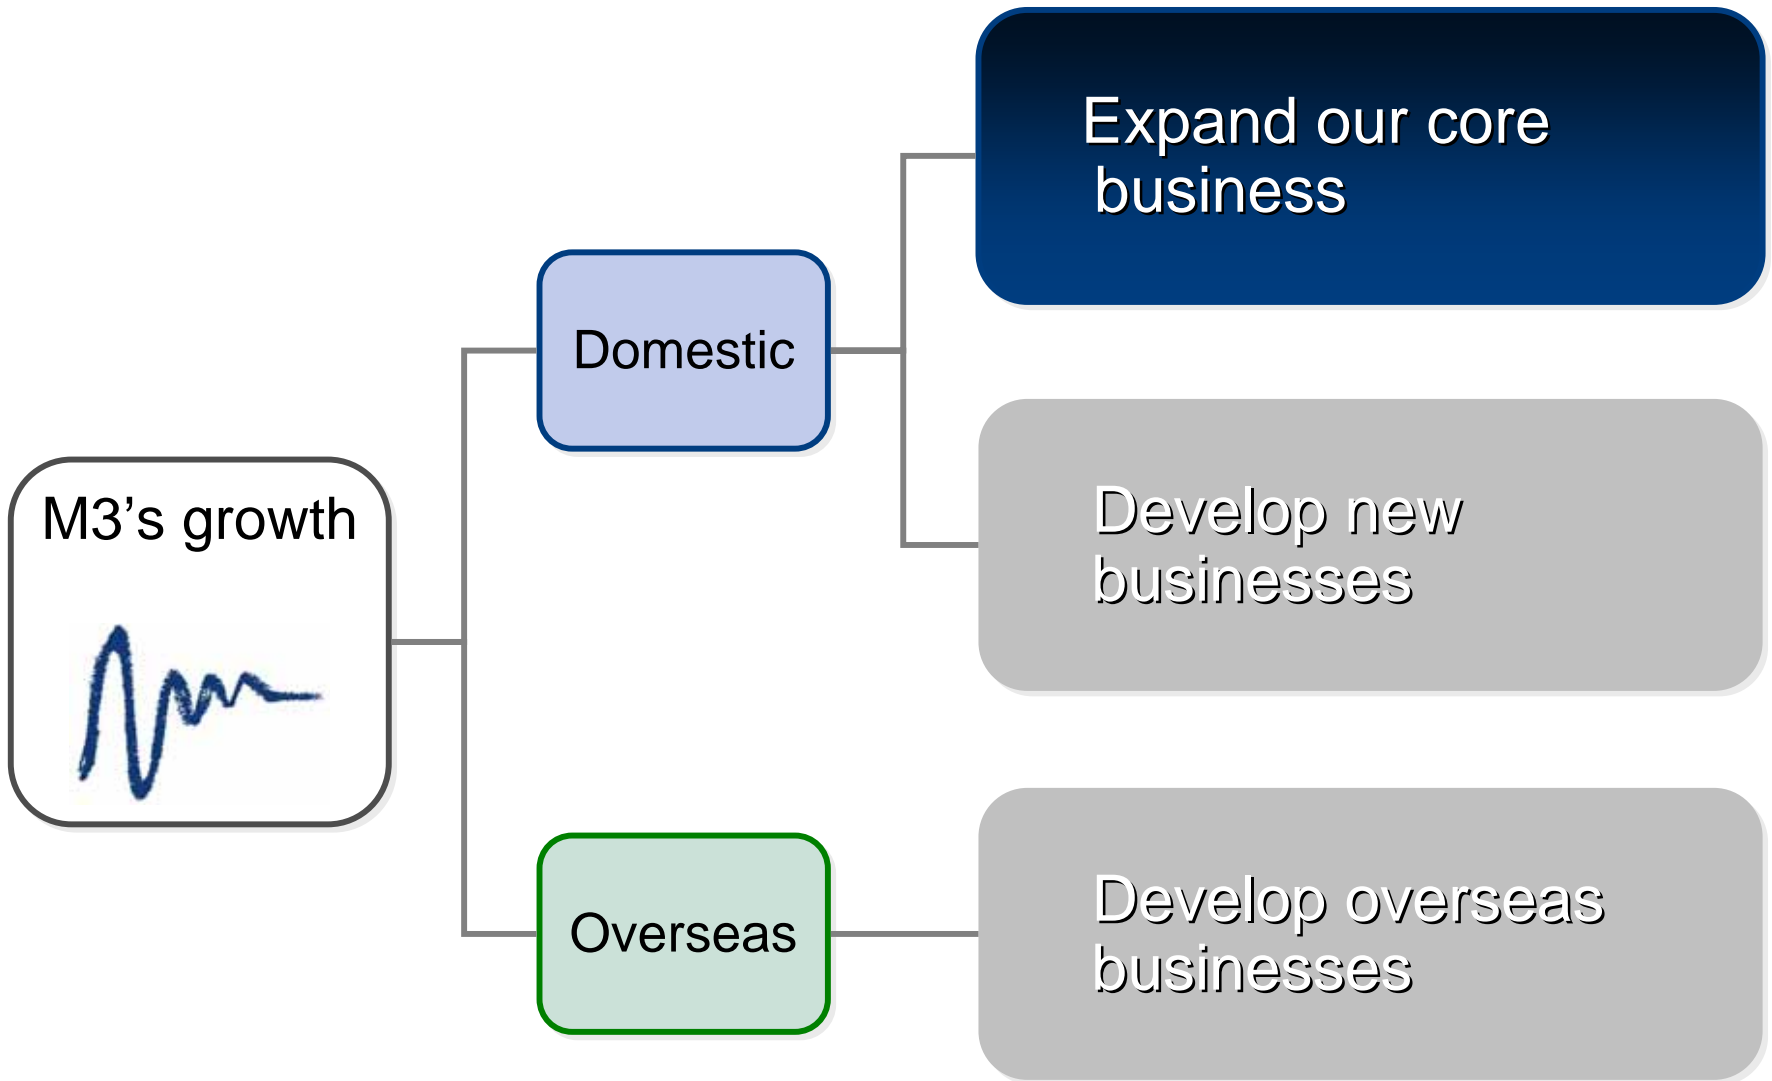 Expand our core
business
Domestic
M3’s growth
Develop new
businesses
Overseas
Develop overseas
businesses